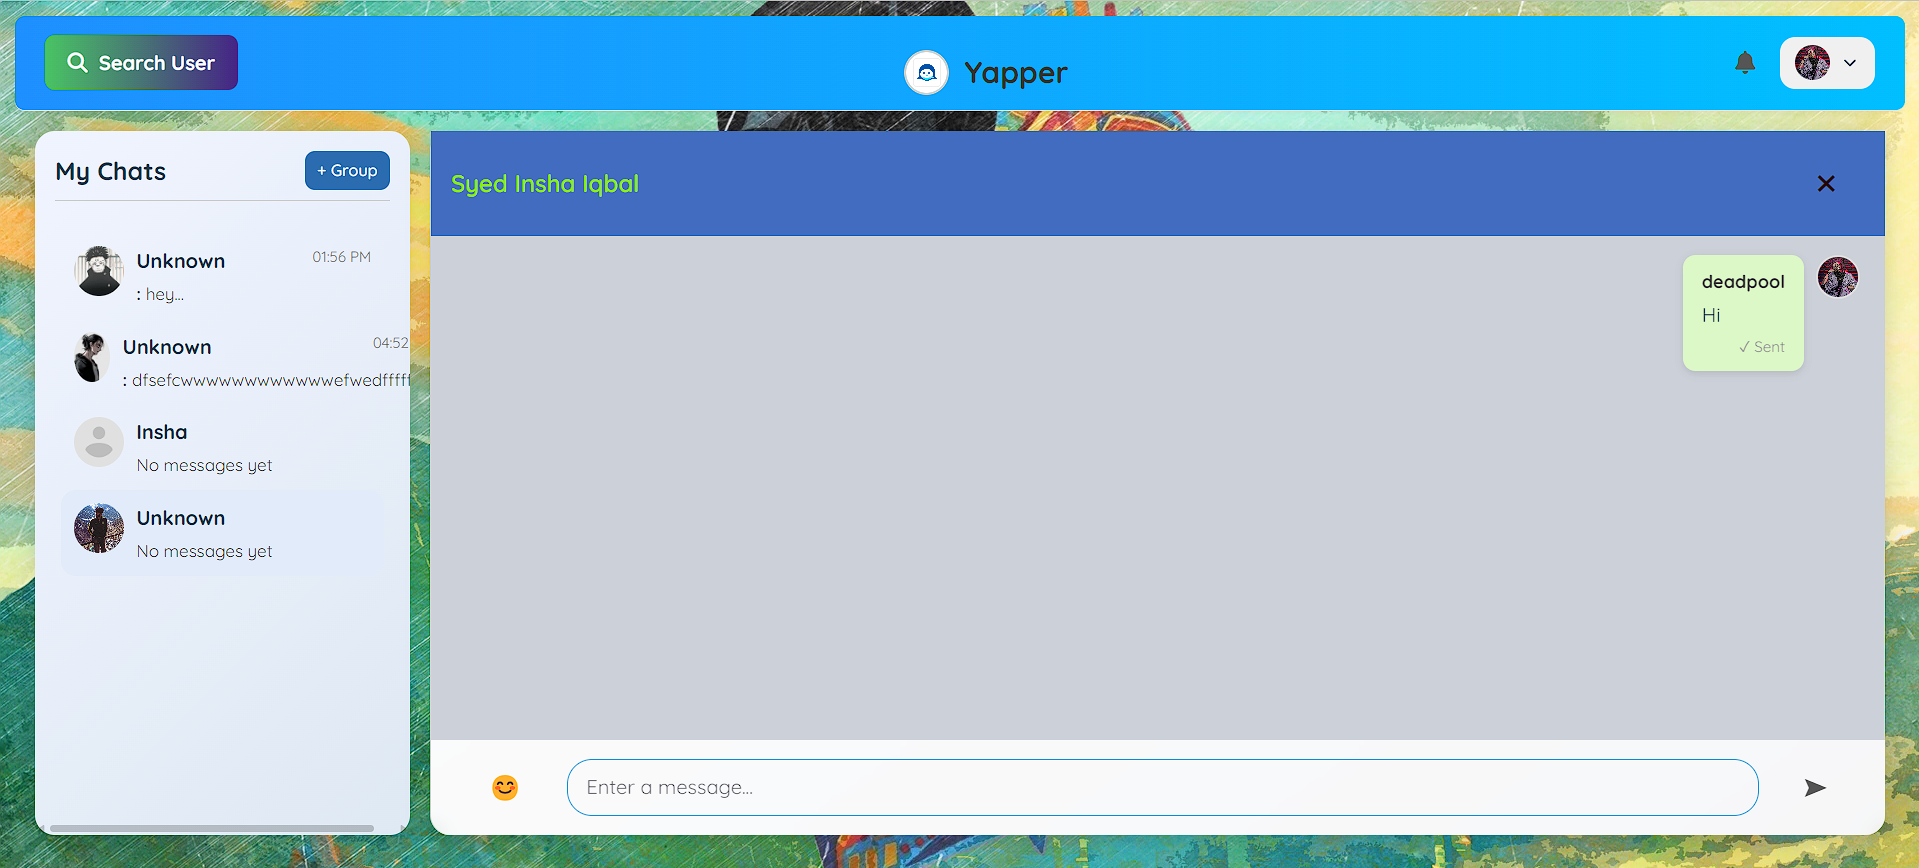 Search User
Yapper
My Chats
+ Group
Unknown
01:56 PM
: hey...
Unknown
04:52
: dfsefcwwwwwwwwwwwwwefwedfffff
Insha
No messages yet
Unknown
No messages yet
Syed Insha Iqbal
deadpool
Hi
✓ Sent
Enter a message...